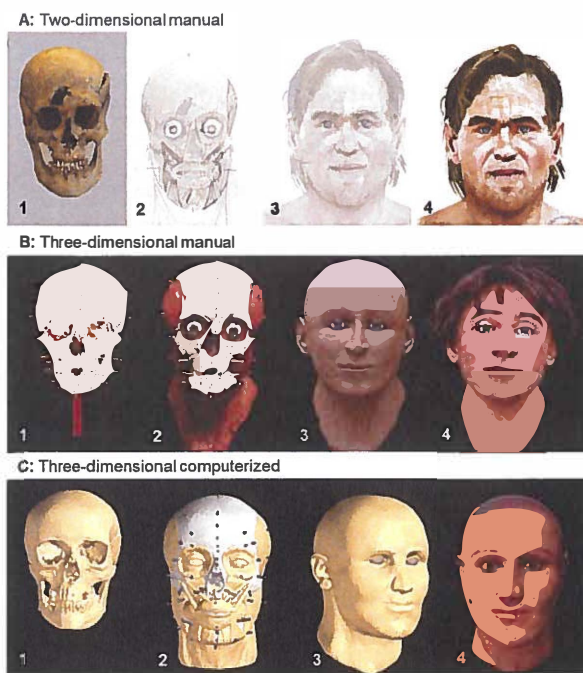 A: Two-dimensional manual
1 2 3 4
B: Three-dimensional manual
1 2 3 4
C: Three-dimensional computerized
1 2 3 4